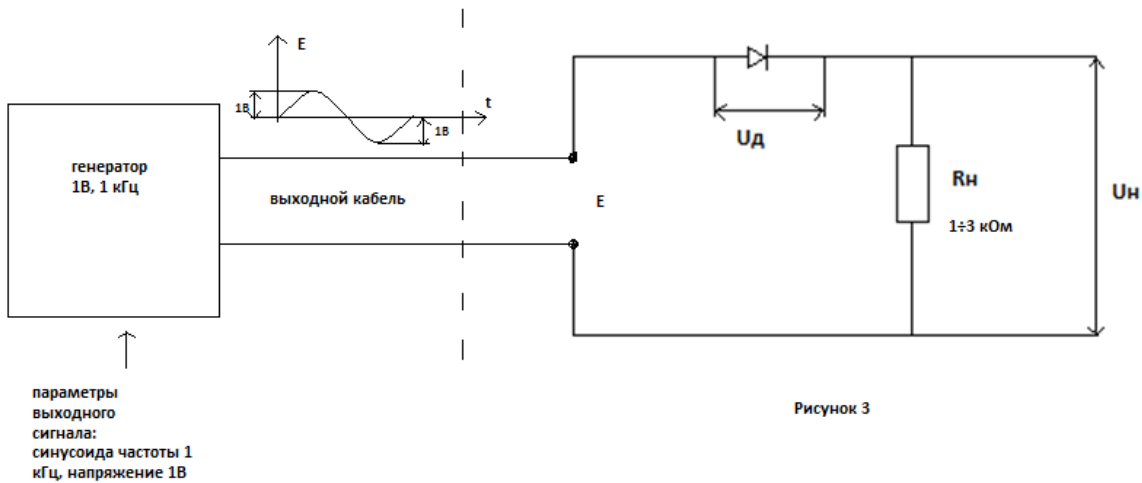 E
t
1В
1В
генератор
1В, 1 кГц
выходной кабель
E
Uд
Rн
1÷3 кОм
Uн
параметры
выходного
сигнала:
синусоида частоты 1
кГц, напряжение 1В
Рисунок 3